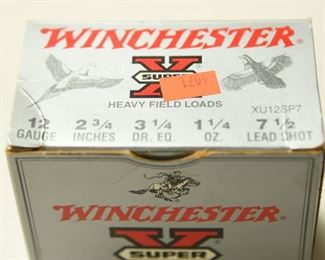 WINCHESTER
X
SUPER
4071
HEAVY FIELD LOADS
XU12SP7
12 2 3/4 3 1/4 1 1/4 7 1/2
GAUGE INCHES DR. EQ. OZ. LEAD SHOT
WINCHESTER
X
SUPER